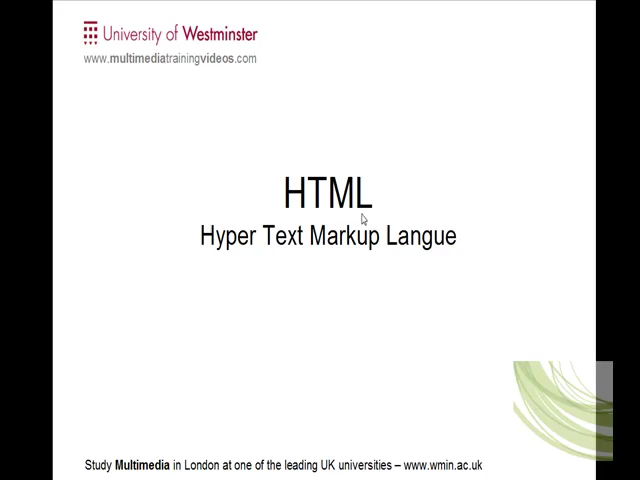 University of Westminster
www.multimediatrainingvideos.com
HTML
Hyper Text Markup Langue
Study Multimedia in London at one of the leading UK universities – www.wmin.ac.uk